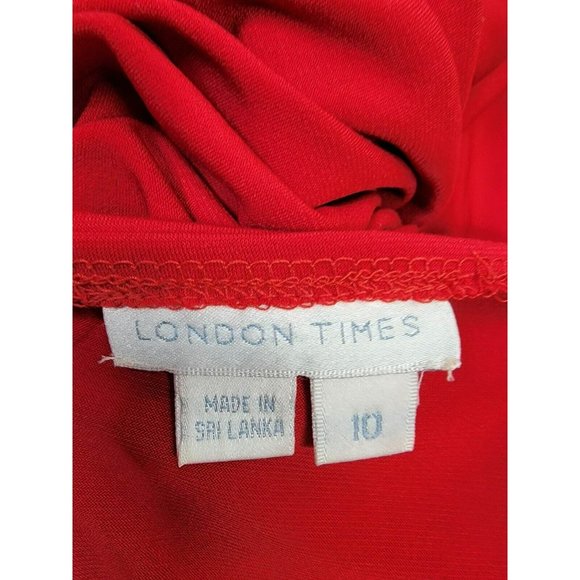 LONDON TIMES
MADE IN
SRI LANKA
10